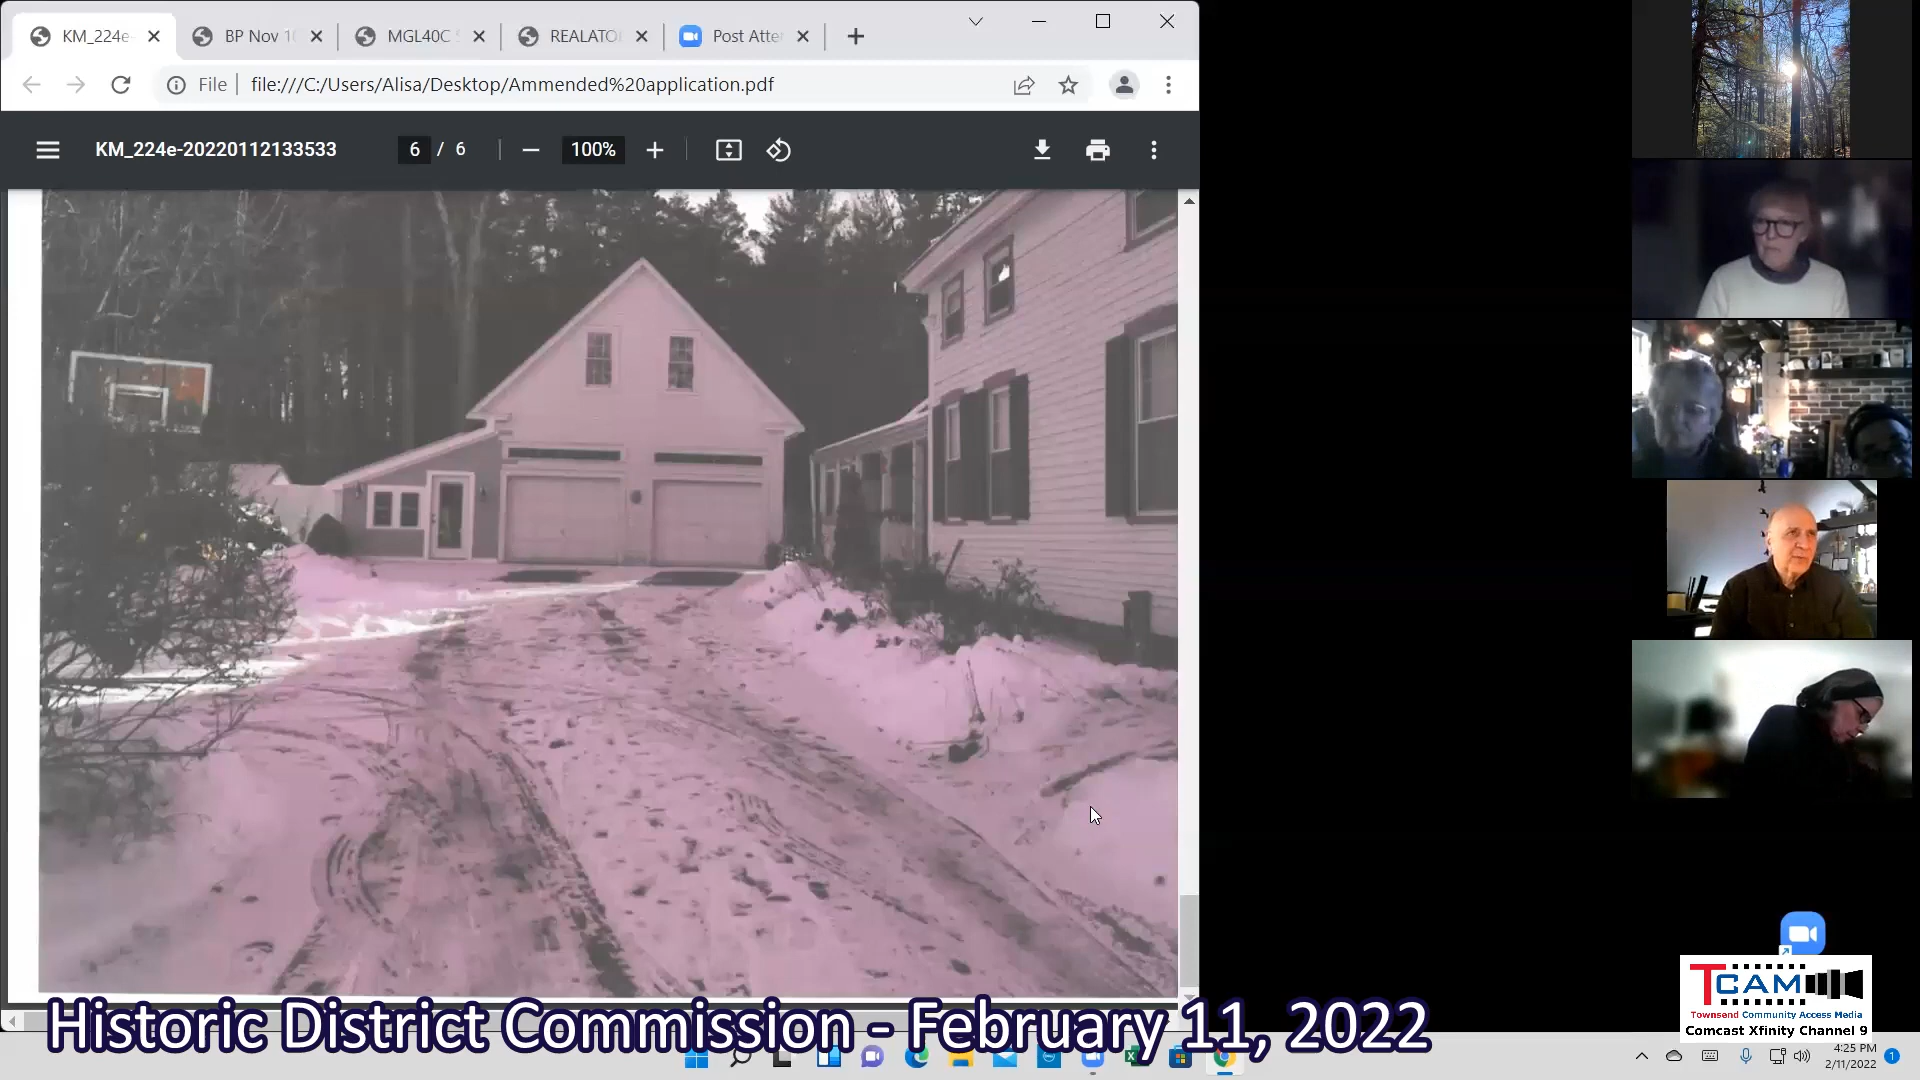 KM_224e-
BP Nov 10
MGL40C
REALATO
Post Atte
File
file:///C:/Users/Alisa/Desktop/Ammended%20application.pdf
KM_224e-20220112133533
6 / 6
100%
Historic District Commission - February 11, 2022
TCAM
Townsend Community Access Media
Comcast Xfinity Channel 9
4:25 PM
2/11/2022
1